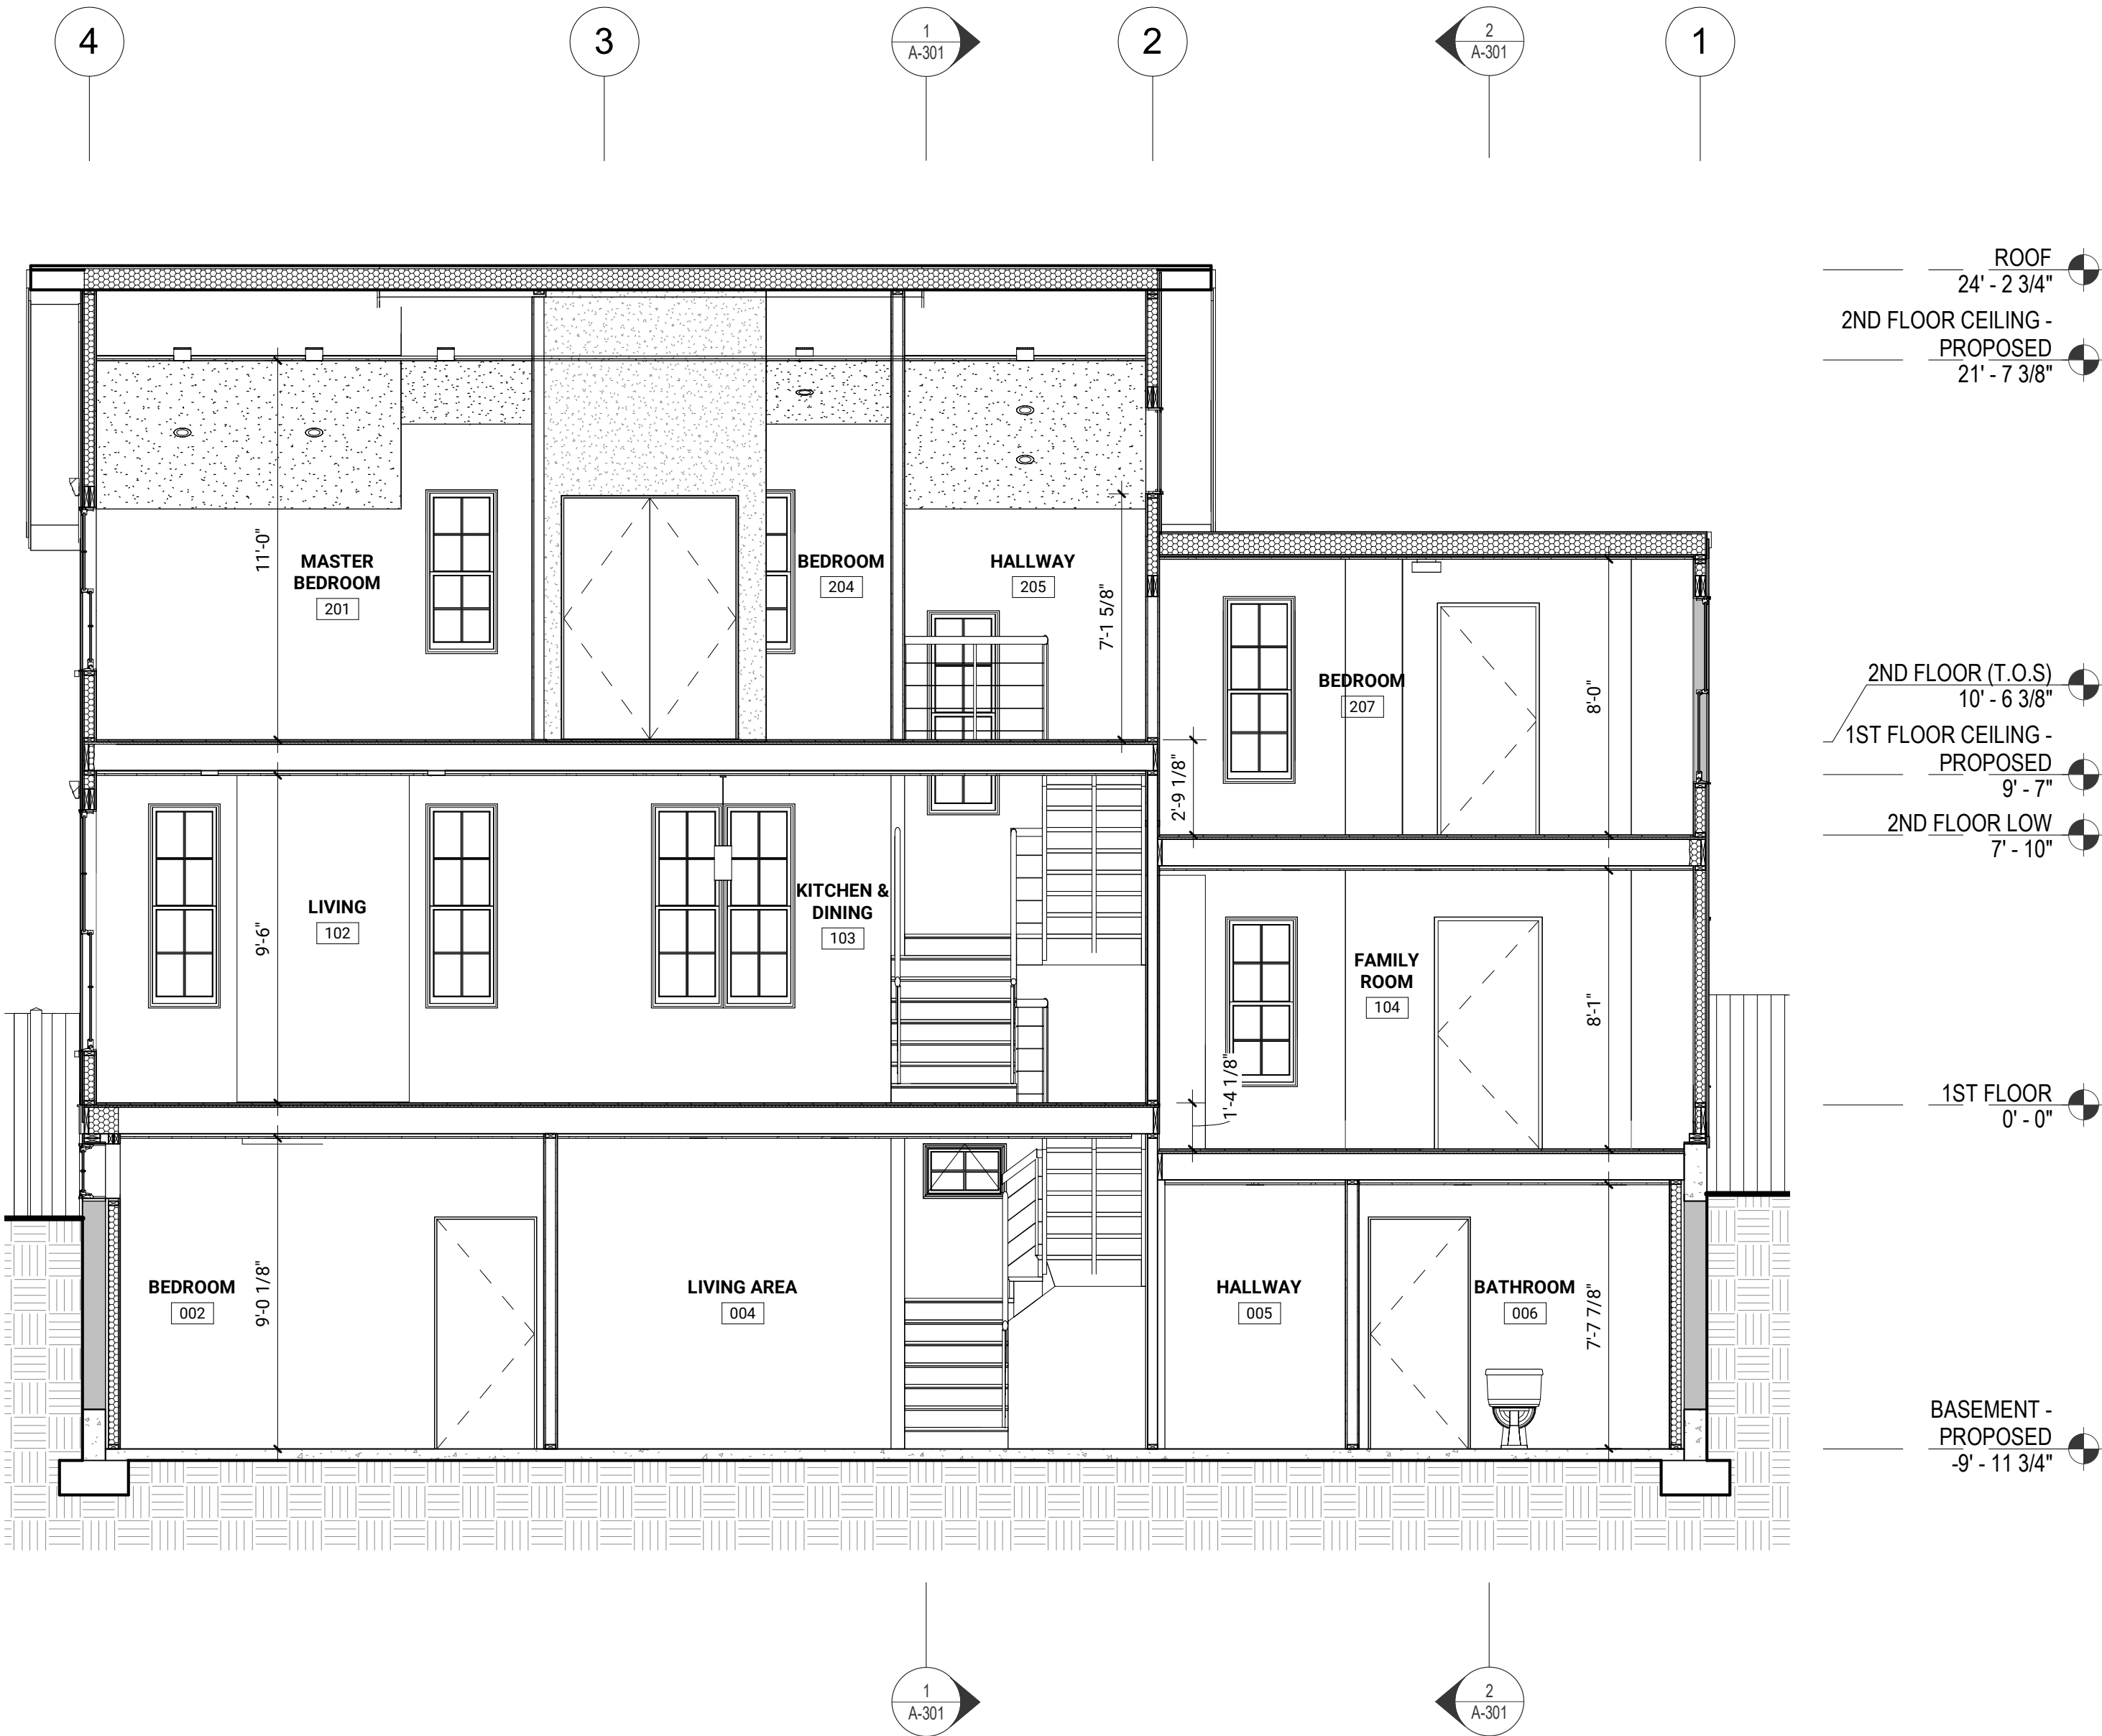 4
3
1
A-301
2
2
A-301
1
ROOF
24' - 2 3/4"
2ND FLOOR CEILING -
PROPOSED
21' - 7 3/8"
11'-0"
MASTER
BEDROOM
201
BEDROOM
204
HALLWAY
205
7'-1 5/8"
BEDROOM
207
8'-0"
2ND FLOOR (T.O.S)
10' - 6 3/8"
1ST FLOOR CEILING -
PROPOSED
9' - 7"
2ND FLOOR LOW
7' - 10"
2'-9 1/8"
LIVING
102
9'-6"
KITCHEN &
DINING
103
FAMILY
ROOM
104
8'-1"
1'-4 1/8"
1ST FLOOR
0' - 0"
BEDROOM
002
9'-0 1/8"
LIVING AREA
004
HALLWAY
005
BATHROOM
006
7'-7 7/8"
BASEMENT -
PROPOSED
-9' - 11 3/4"
1
A-301
2
A-301